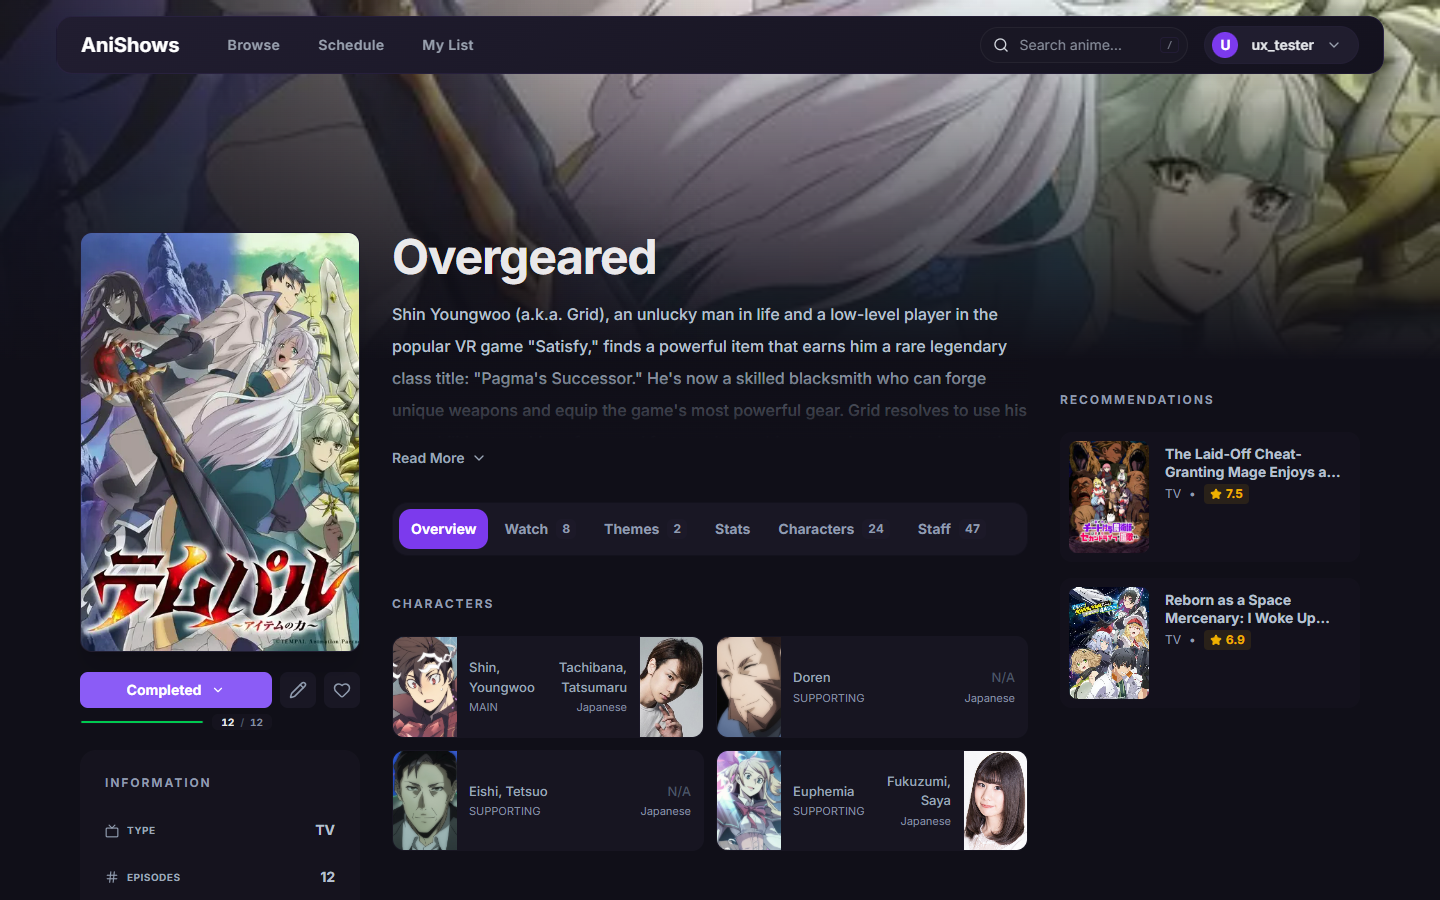 AniShows
Browse
Schedule
My List
Search anime...
/
U
ux_tester
Overgeared
Shin Youngwoo (a.k.a. Grid), an unlucky man in life and a low-level player in the
popular VR game "Satisfy," finds a powerful item that earns him a rare legendary
class title: "Pagma's Successor." He's now a skilled blacksmith who can forge
unique weapons and equip the game's most powerful gear. Grid resolves to use his
Read More
Overview
Watch 8
Themes 2
Stats
Characters 24
Staff 47
テムパル
～アイテムの力～
Completed
12 / 12
INFORMATION
TYPE
TV
EPISODES
12
CHARACTERS
Shin,
Youngwoo
MAIN
Tachibana,
Tatsumaru
Japanese
Doren
SUPPORTING
N/A
Japanese
Eishi, Tetsuo
SUPPORTING
N/A
Japanese
Euphemia
SUPPORTING
Fukuzumi,
Saya
Japanese
RECOMMENDATIONS
The Laid-Off Cheat-
Granting Mage Enjoys a...
TV • 7.5
Reborn as a Space
Mercenary: I Woke Up...
TV • 6.9